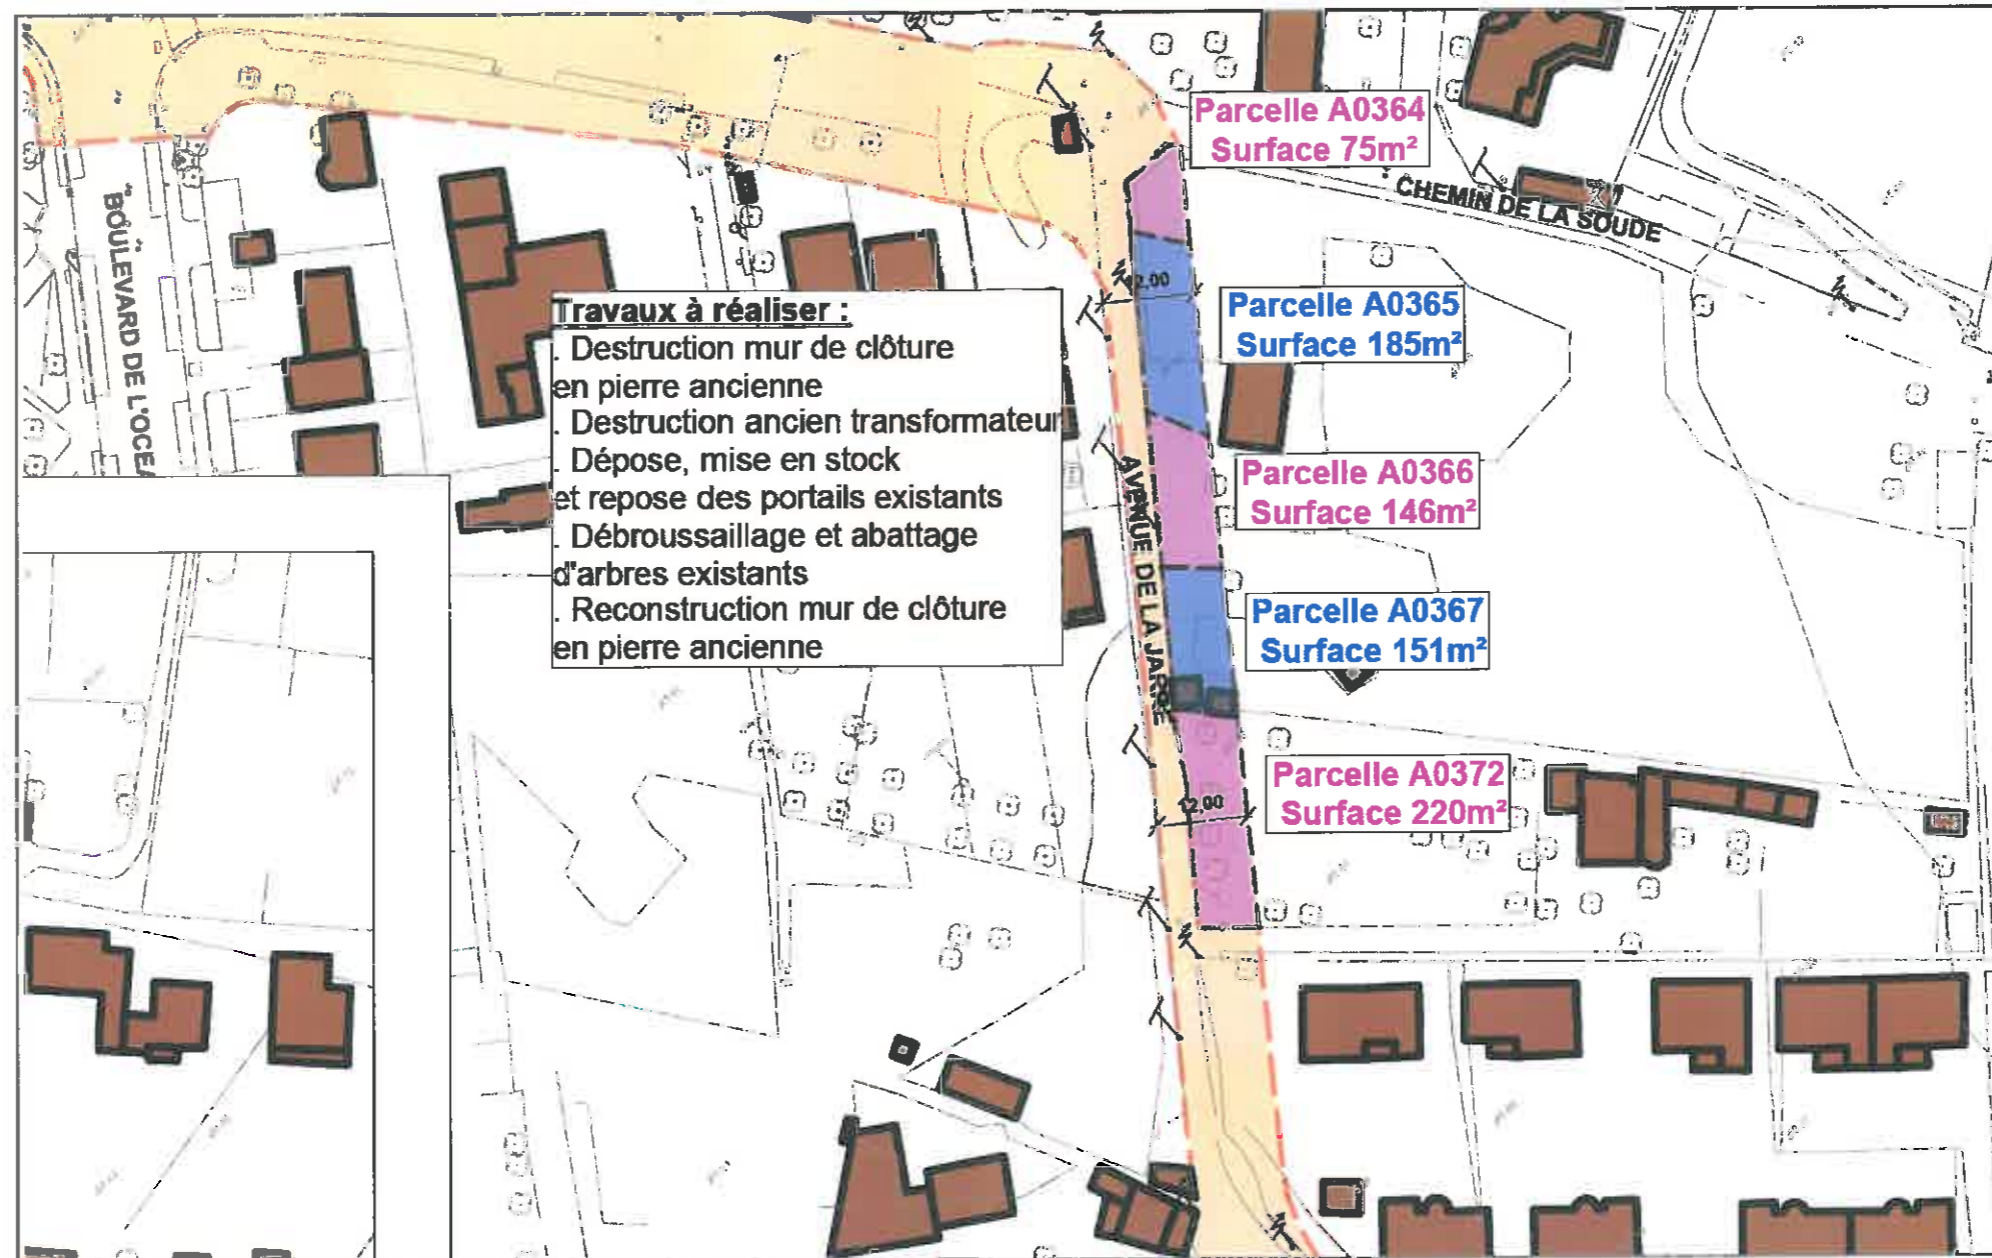 Parcelle A0364
Surface 75m²
CHEMIN DE LA SOUDE
BOULEVARD DE L'OCEA
Travaux à réaliser :
. Destruction mur de clôture
en pierre ancienne
. Destruction ancien transformateur
. Dépose, mise en stock
et repose des portails existants
. Débroussaillage et abattage
d'arbres existants
. Reconstruction mur de clôture
en pierre ancienne
12,00
Parcelle A0365
Surface 185m²
AVENUE DE LA JARRE
Parcelle A0366
Surface 146m²
Parcelle A0367
Surface 151m²
Parcelle A0372
Surface 220m²
12,00